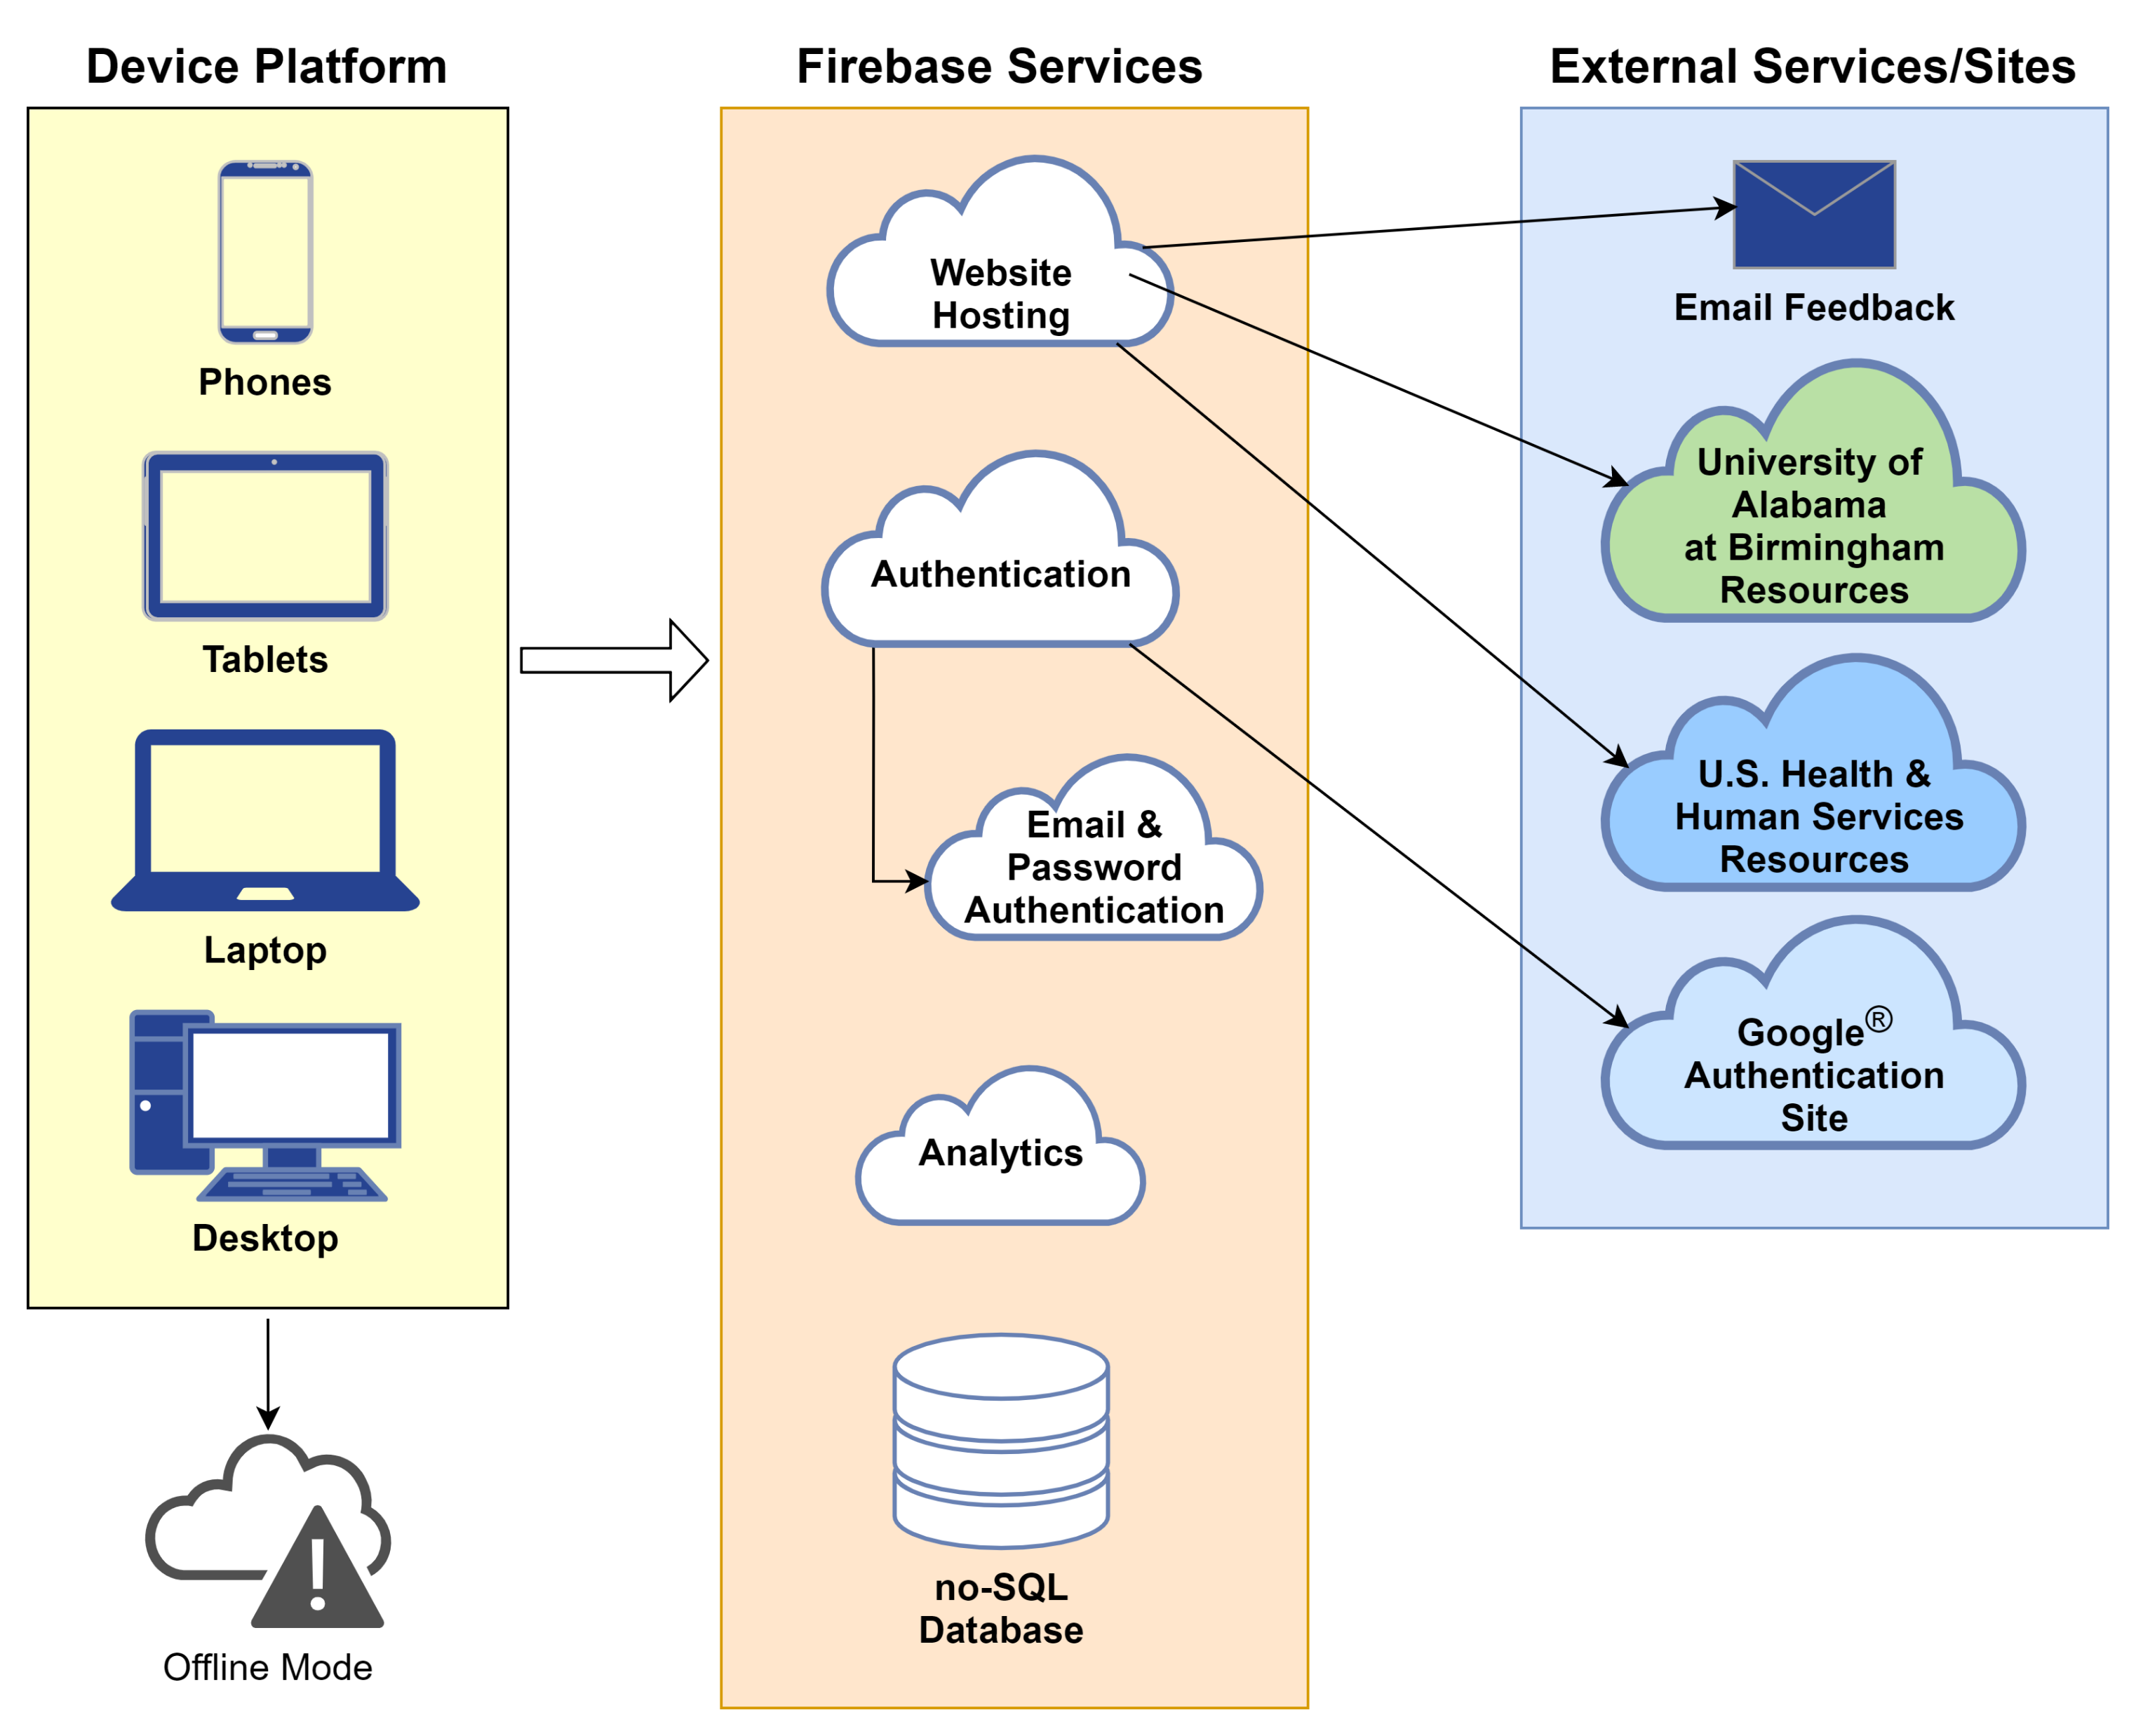 Device Platform
Phones
Tablets
Laptop
Desktop
Offline Mode
Firebase Services
Website
Hosting
Authentication
Email &
Password
Authentication
Analytics
no-SQL
Database
External Services/Sites
Email Feedback
University of
Alabama
at Birmingham
Resources
U.S. Health &
Human Services
Resources
Google®
Authentication
Site